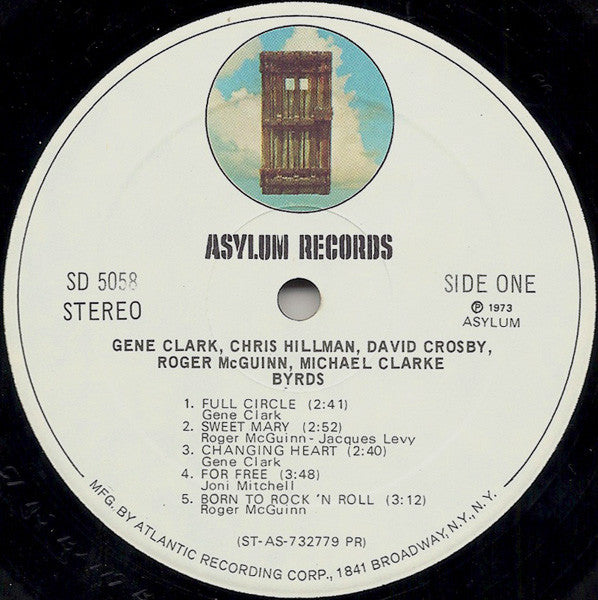 ASYLUM RECORDS
SD 5058
STEREO
SIDE ONE
℗ 1973
ASYLUM
GENE CLARK, CHRIS HILLMAN, DAVID CROSBY,
ROGER McGUINN, MICHAEL CLARKE
BYRDS
1. FULL CIRCLE (2:41)
Gene Clark
2. SWEET MARY (2:52)
Roger McGuinn - Jacques Levy
3. CHANGING HEART (2:40)
Gene Clark
4. FOR FREE (3:48)
Joni Mitchell
5. BORN TO ROCK 'N ROLL (3:12)
Roger McGuinn
(ST-AS-732779 PR)
MFG. BY ATLANTIC RECORDING CORP., 1841 BROADWAY, N.Y., N.Y.